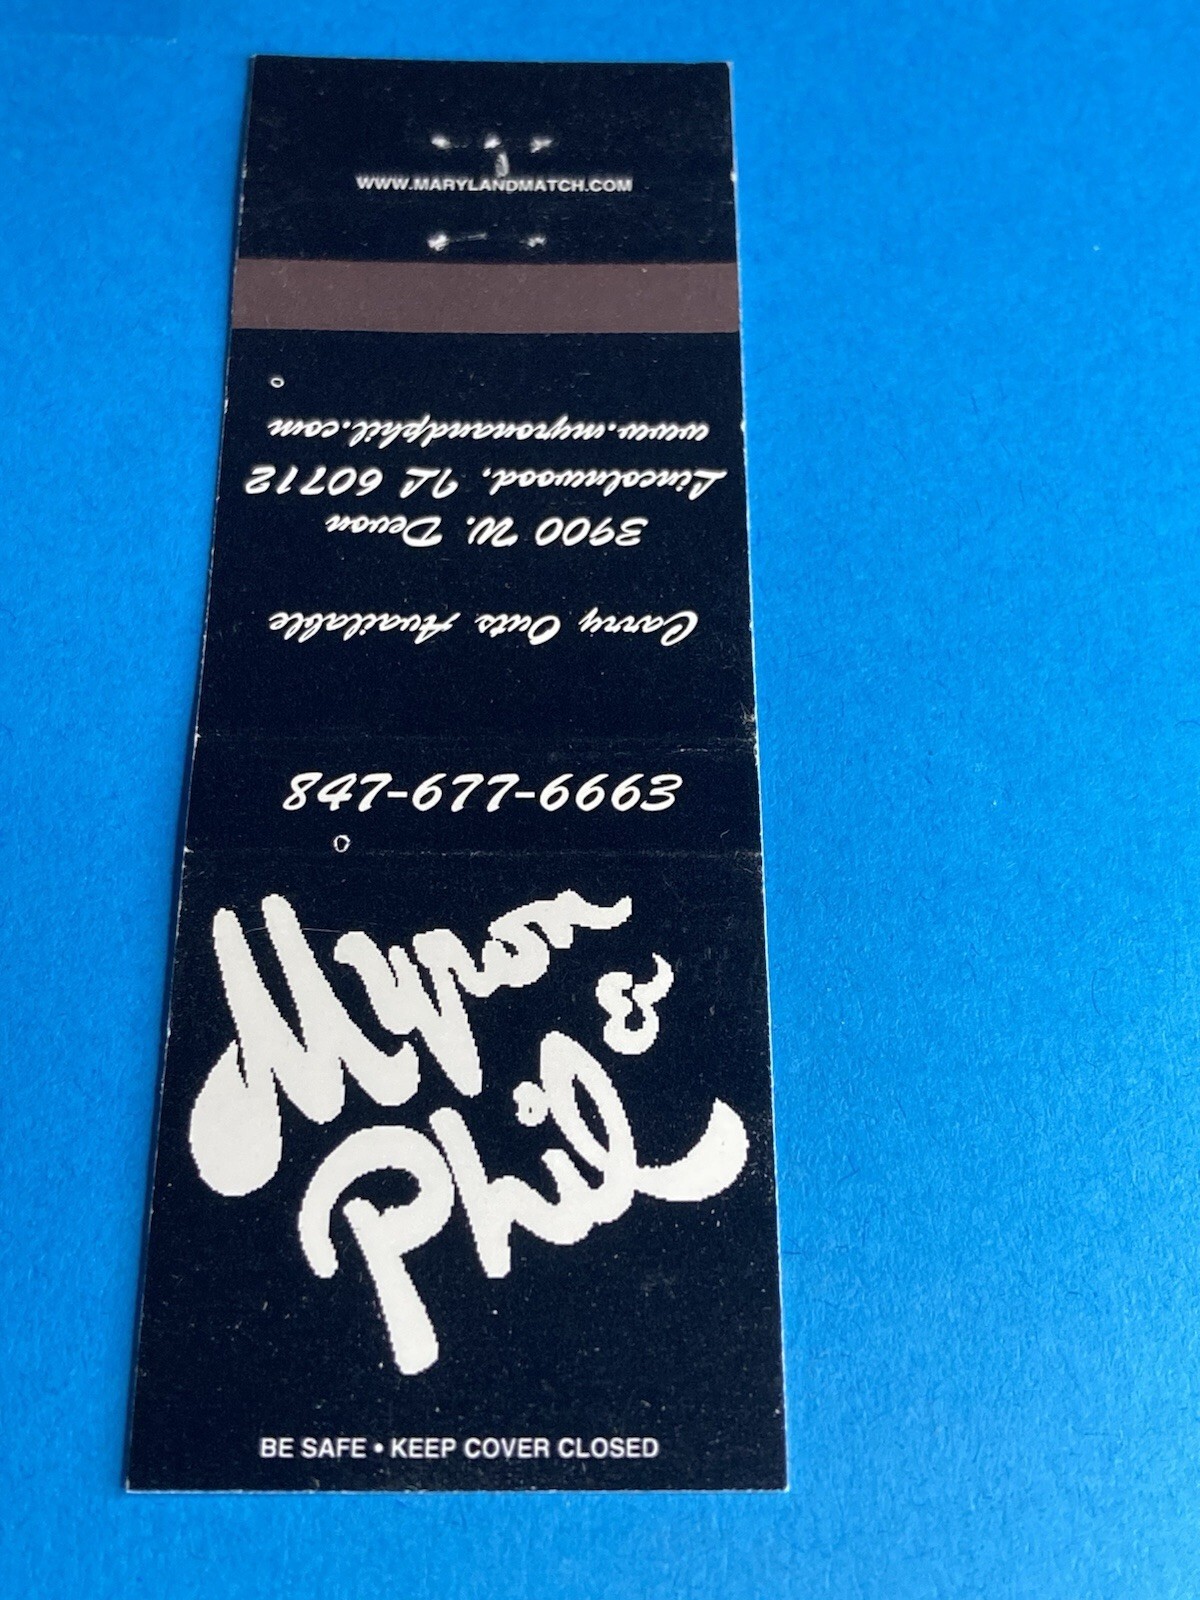 WWW.MARYLANDMATCH.COM
Carry Outs Available
3900 W. Devon
Lincolnwood, IL 60712
www.myronandphil.com
847-677-6663
Myron
&
Phil
BE SAFE • KEEP COVER CLOSED